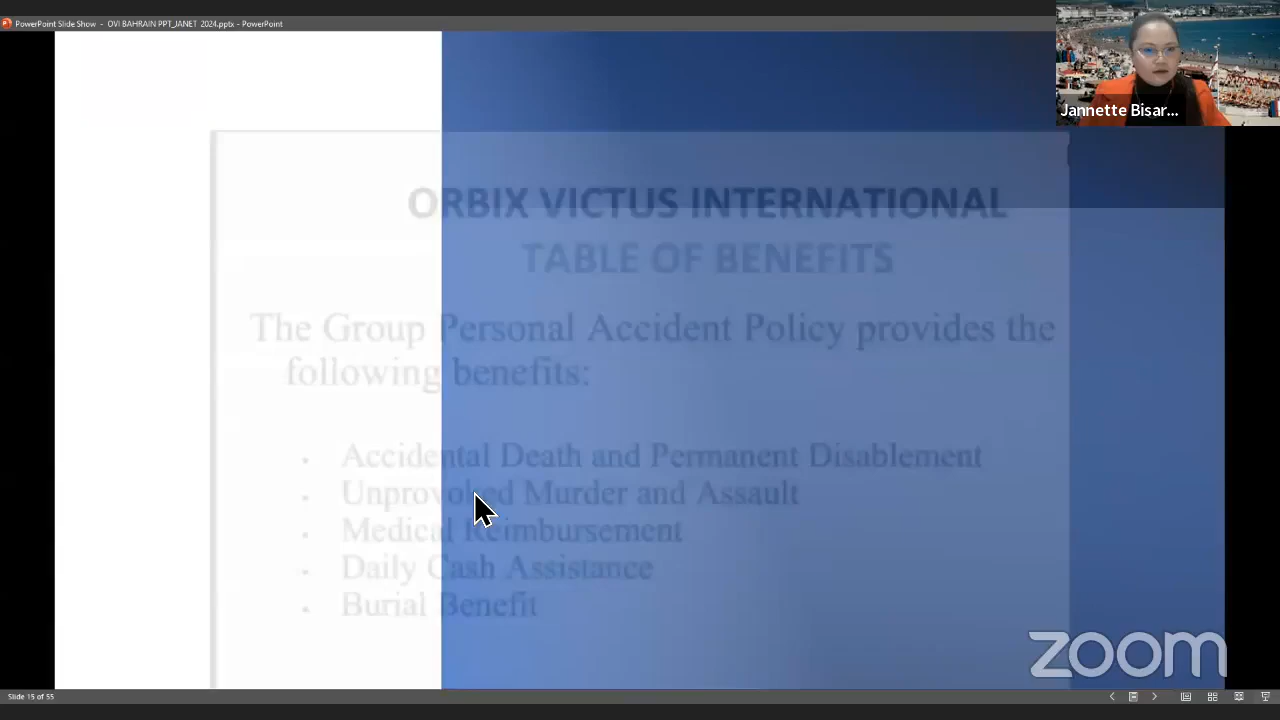 PowerPoint Slide Show - OVI BAHRAIN PPT_JANET 2024.pptx - PowerPoint
Jannette Bisar...
ORBIX VICTUS INTERNATIONAL
TABLE OF BENEFITS
The Group Personal Accident Policy provides the
following benefits:
• Accidental Death and Permanent Disablement
• Unprovoked Murder and Assault
• Medical Reimbursement
• Daily Cash Assistance
• Burial Benefit
zoom
Slide 15 of 55